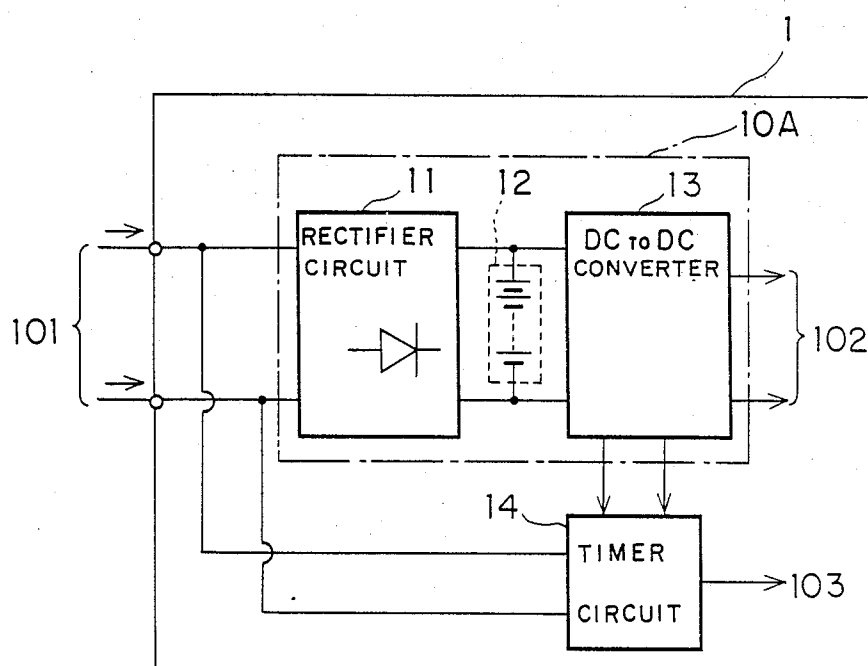 1
10A
11
12
13
RECTIFIER
CIRCUIT
DC to DC
CONVERTER
101
102
14
TIMER
CIRCUIT
103